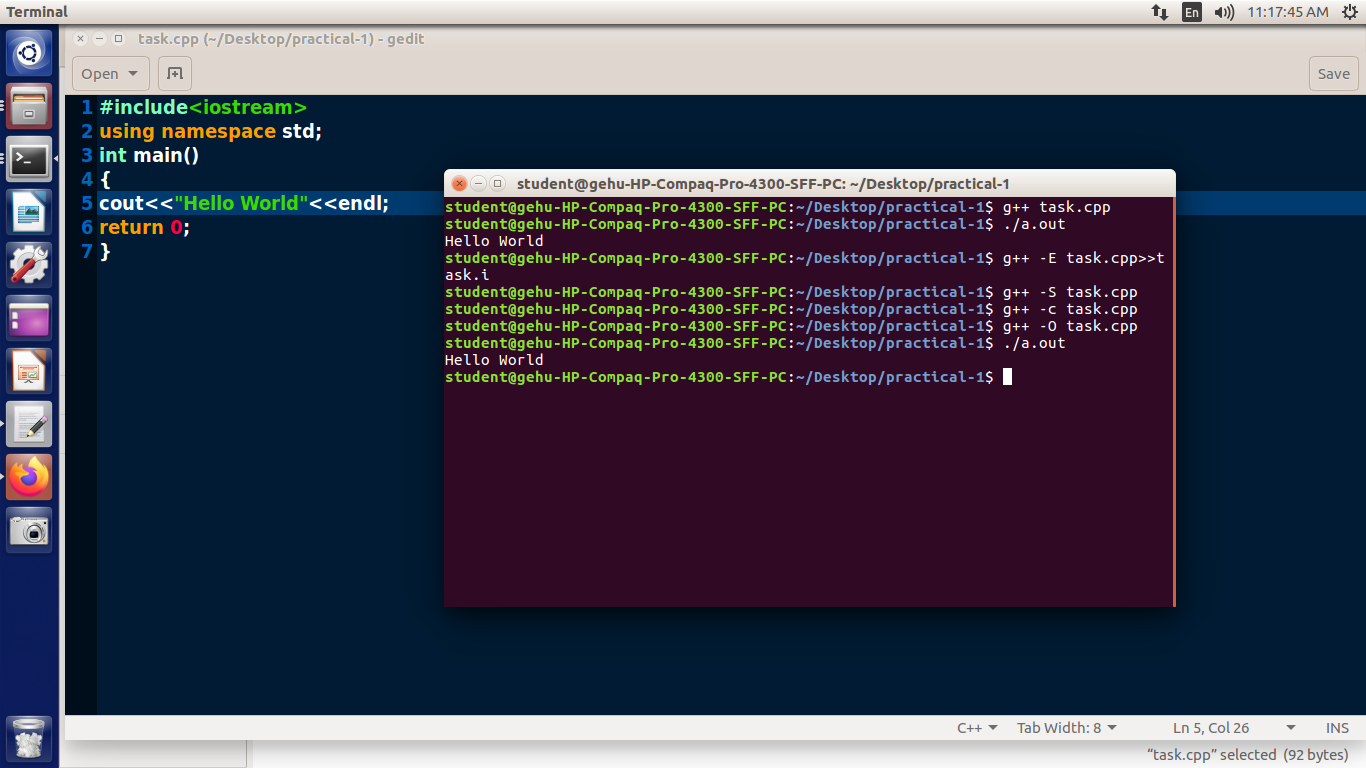 Terminal
En
11:17:45 AM
task.cpp (~/Desktop/practical-1) - gedit
Open
Save
1 #include<iostream>
2 using namespace std;
3 int main()
4 {
5 cout<<"Hello World"<<endl;
6 return 0;
7 }
student@gehu-HP-Compaq-Pro-4300-SFF-PC: ~/Desktop/practical-1
student@gehu-HP-Compaq-Pro-4300-SFF-PC:~/Desktop/practical-1$ g++ task.cpp
student@gehu-HP-Compaq-Pro-4300-SFF-PC:~/Desktop/practical-1$ ./a.out
Hello World
student@gehu-HP-Compaq-Pro-4300-SFF-PC:~/Desktop/practical-1$ g++ -E task.cpp>>t
ask.i
student@gehu-HP-Compaq-Pro-4300-SFF-PC:~/Desktop/practical-1$ g++ -S task.cpp
student@gehu-HP-Compaq-Pro-4300-SFF-PC:~/Desktop/practical-1$ g++ -c task.cpp
student@gehu-HP-Compaq-Pro-4300-SFF-PC:~/Desktop/practical-1$ g++ -O task.cpp
student@gehu-HP-Compaq-Pro-4300-SFF-PC:~/Desktop/practical-1$ ./a.out
Hello World
student@gehu-HP-Compaq-Pro-4300-SFF-PC:~/Desktop/practical-1$
C++ Tab Width: 8 Ln 5, Col 26 INS
“task.cpp” selected (92 bytes)